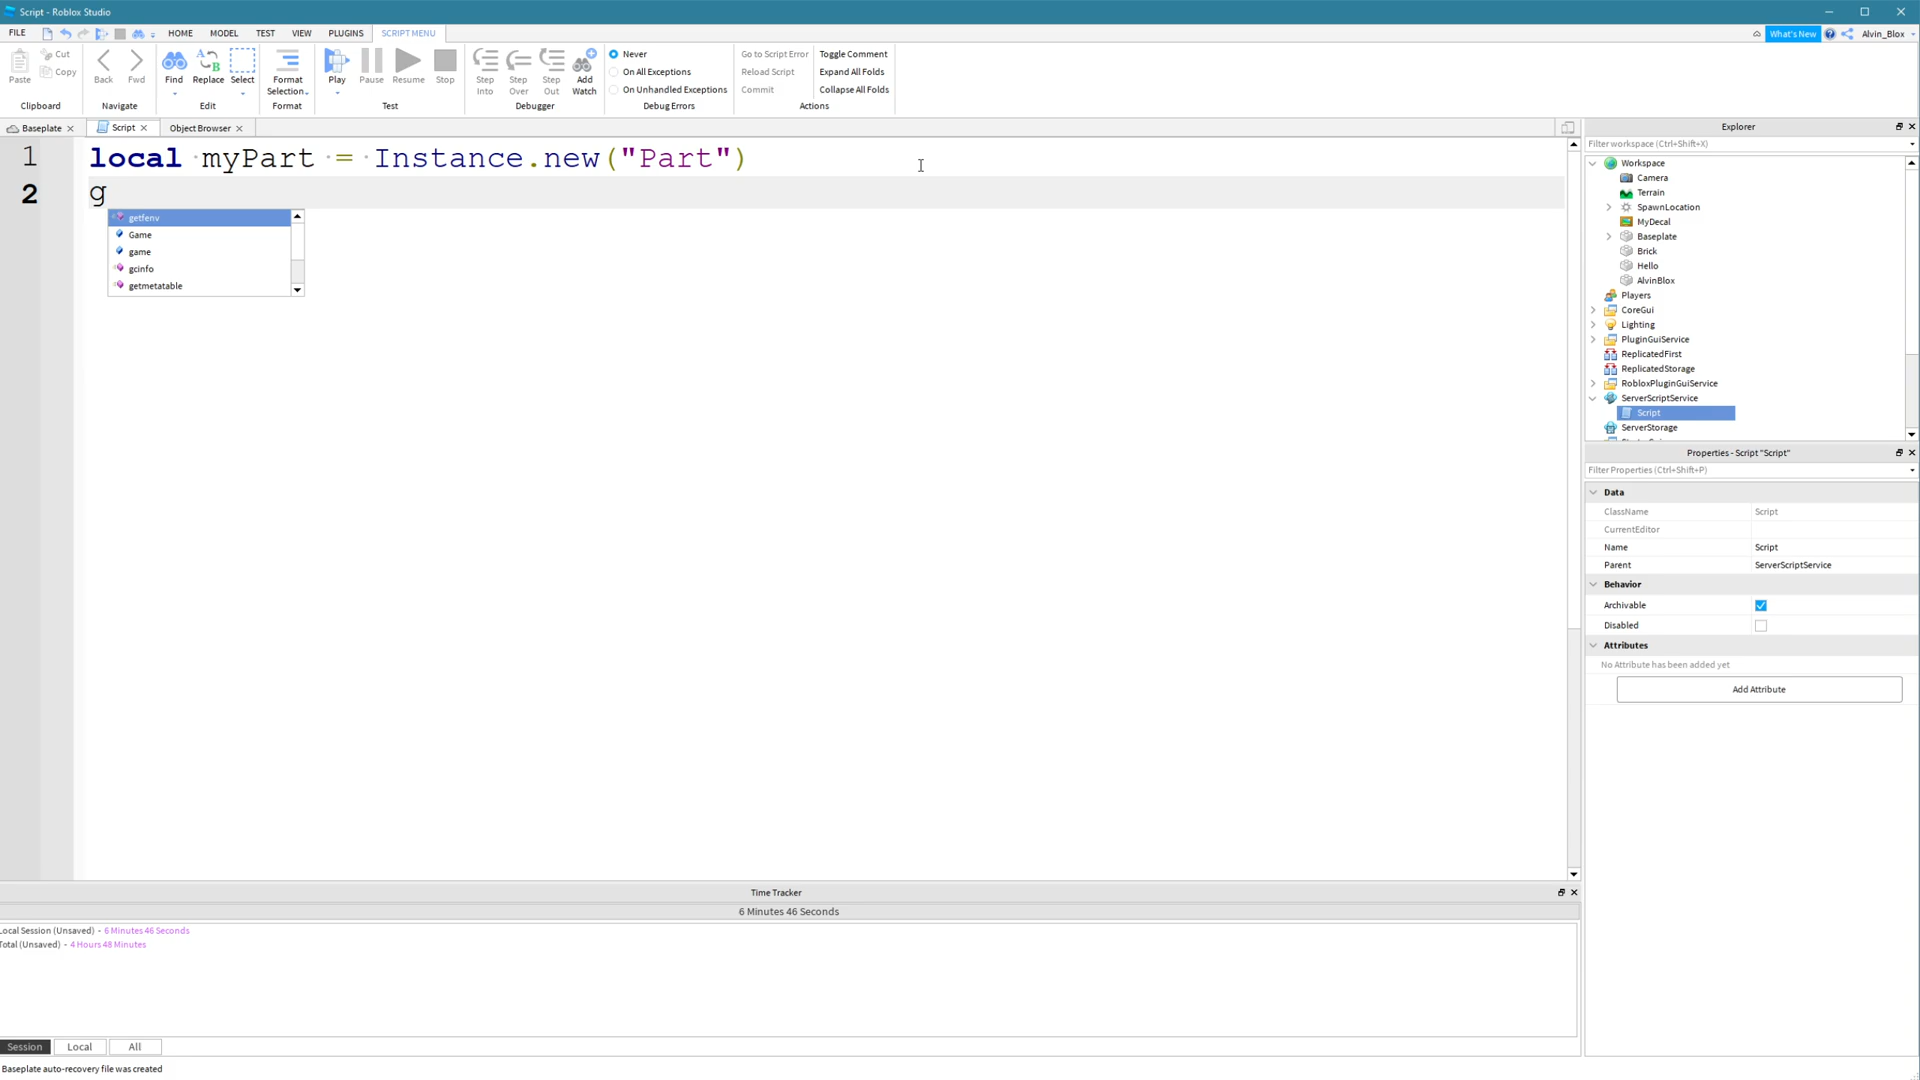 Script - Roblox Studio
FILE HOME MODEL TEST VIEW PLUGINS SCRIPT MENU What's New Alvin_Blox
Paste Cut Copy Back Fwd Find Replace Select Format Selection Play Pause Resume Stop Step Into Step Over Step Out Add Watch
Never Go to Script Error Toggle Comment
On All Exceptions Reload Script Expand All Folds
On Unhandled Exceptions Commit Collapse All Folds
Clipboard Navigate Edit Format Test Debugger Debug Errors Actions
Baseplate Script Object Browser
1 local myPart = Instance.new("Part")
2 g
getfenv
Game
game
gcinfo
getmetatable
Explorer
Filter workspace (Ctrl+Shift+X)
Workspace
Camera
Terrain
SpawnLocation
MyDecal
Baseplate
Brick
Hello
AlvinBlox
Players
CoreGui
Lighting
PluginGuiService
ReplicatedFirst
ReplicatedStorage
RobloxPluginGuiService
ServerScriptService
Script
ServerStorage
Properties - Script "Script"
Filter Properties (Ctrl+Shift+P)
Data
ClassName Script
CurrentEditor
Name Script
Parent ServerScriptService
Behavior
Archivable
Disabled
Attributes
No Attribute has been added yet
Add Attribute
Time Tracker
6 Minutes 46 Seconds
Local Session (Unsaved) - 6 Minutes 46 Seconds
Total (Unsaved) - 4 Hours 48 Minutes
Session Local All
Baseplate auto-recovery file was created